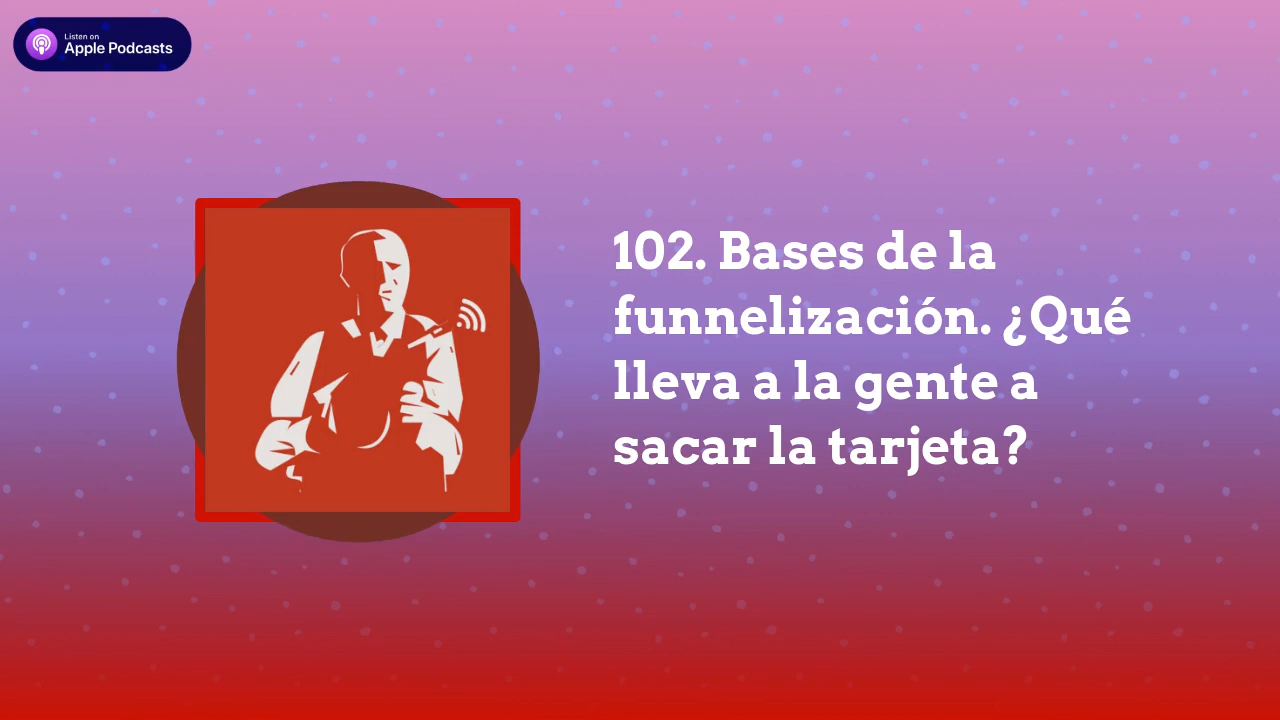 Listen on
Apple Podcasts
102. Bases de la
funnelización. ¿Qué
lleva a la gente a
sacar la tarjeta?